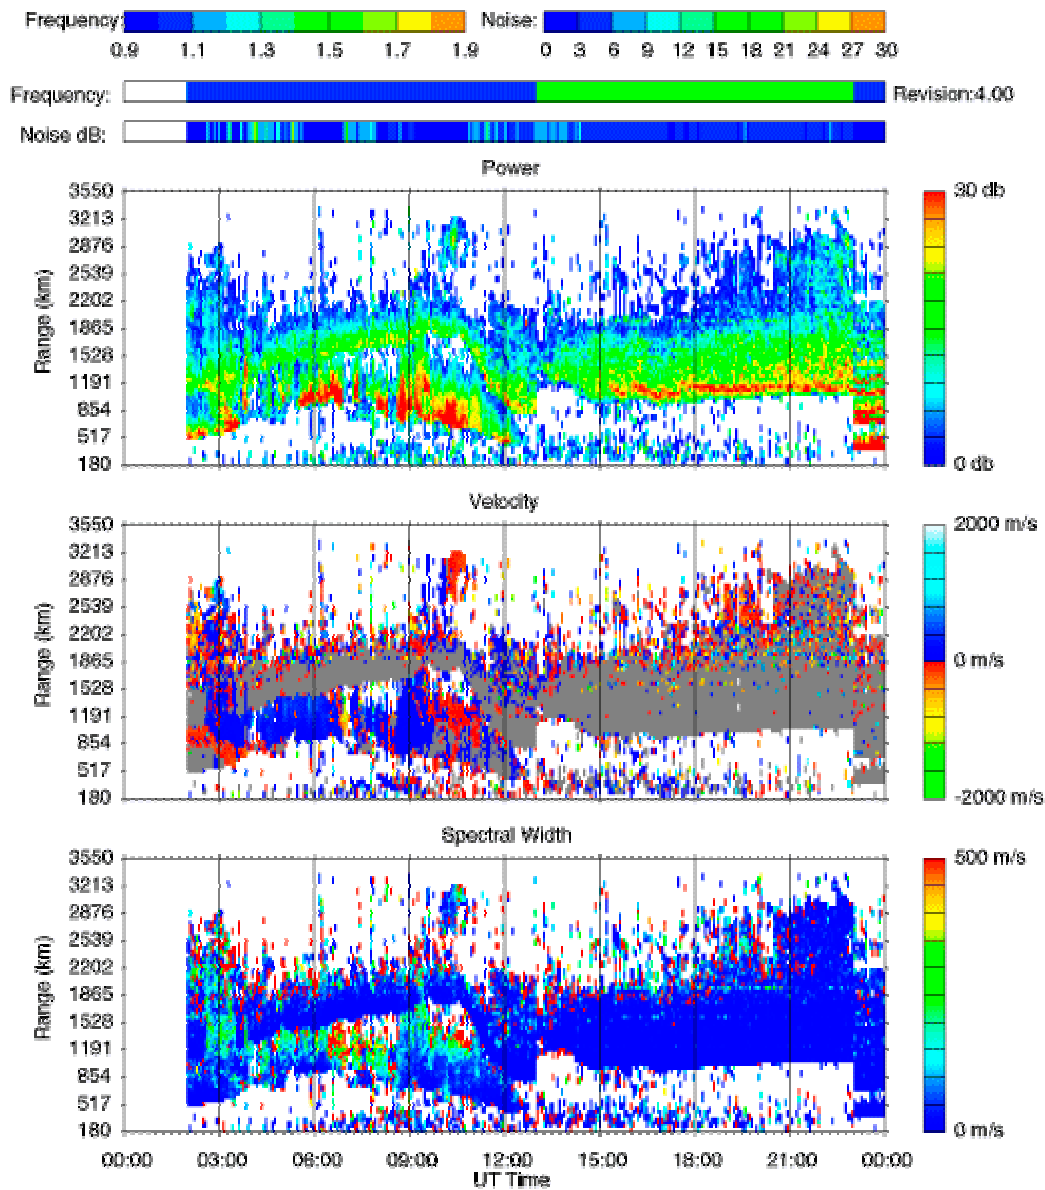 Frequency: Noise:
0.9 1.1 1.3 1.5 1.7 1.9 0 3 6 9 12 15 18 21 24 27 30
Frequency: Revision:4.00
Noise dB:
Power
3550
3213
2876
2539
2202
1865
1528
1191
854
517
180
Range (km)
30 db
0 db
Velocity
3550
3213
2876
2539
2202
1865
1528
1191
854
517
180
Range (km)
2000 m/s
0 m/s
-2000 m/s
Spectral Width
3550
3213
2876
2539
2202
1865
1528
1191
854
517
180
Range (km)
500 m/s
0 m/s
00:00 03:00 06:00 09:00 12:00 15:00 18:00 21:00 00:00
UT Time